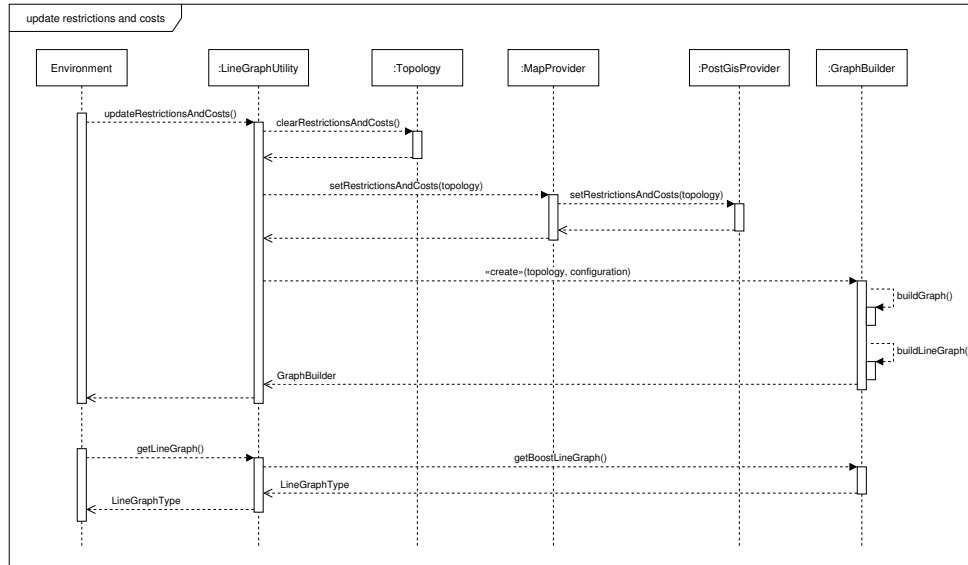 update restrictions and costs
Environment
:LineGraphUtility
:Topology
:MapProvider
:PostGisProvider
:GraphBuilder
updateRestrictionsAndCosts()
clearRestrictionsAndCosts()
setRestrictionsAndCosts(topology)
setRestrictionsAndCosts(topology)
«create»(topology, configuration)
buildGraph()
buildLineGraph()
GraphBuilder
getLineGraph()
getBoostLineGraph()
LineGraphType
LineGraphType